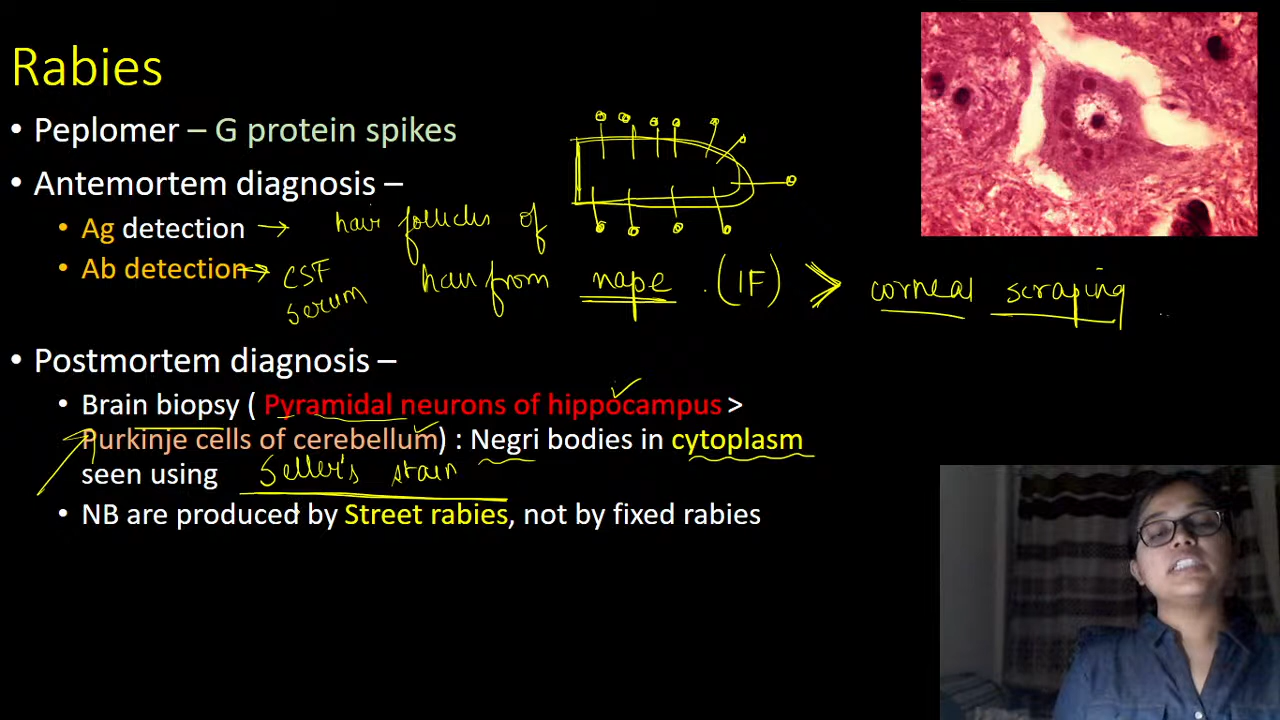 Rabies
• Peplomer – G protein spikes
• Antemortem diagnosis –
• Ag detection → hair follicles of
• Ab detection → CSF serum
hair from nape . (IF) > corneal scraping
• Postmortem diagnosis –
• Brain biopsy ( Pyramidal neurons of hippocampus >
Purkinje cells of cerebellum) : Negri bodies in cytoplasm
seen using Seller's stain
• NB are produced by Street rabies, not by fixed rabies